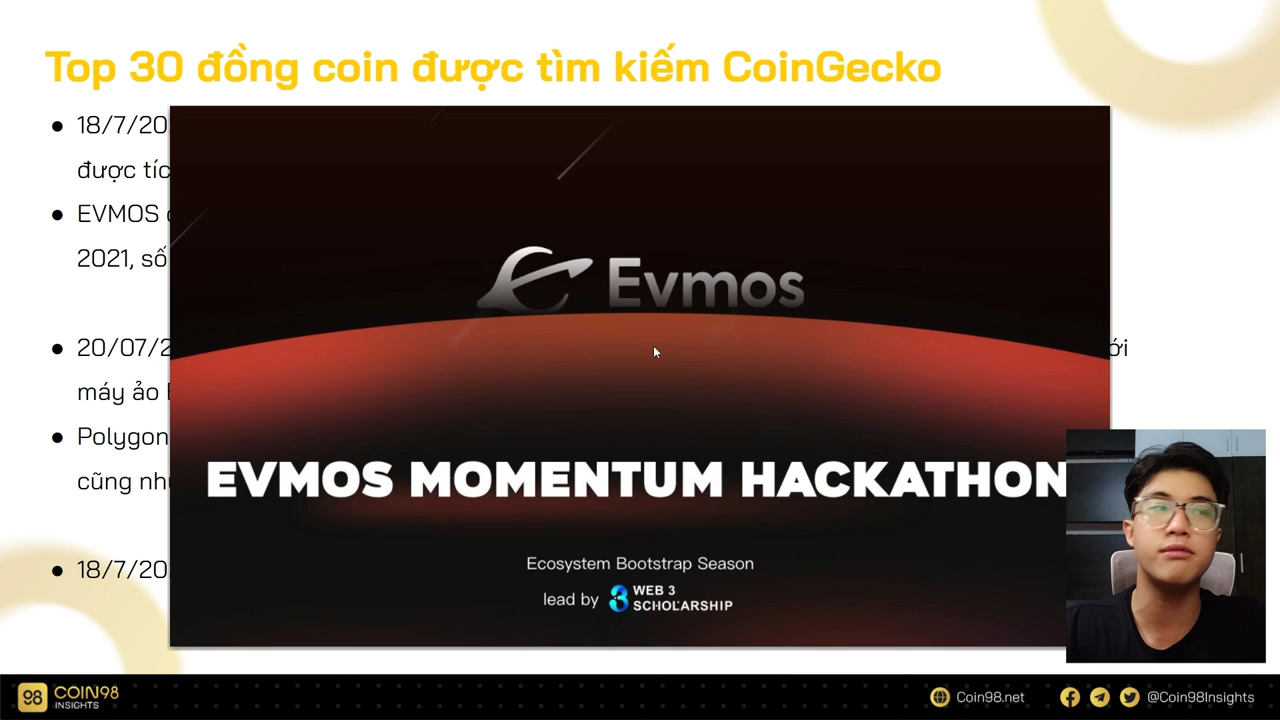 Top 30 đồng coin được tìm kiếm CoinGecko
● 18/7/20
được
● EVMOS
2021, số
● 20/07/2
ới
máy ảo
● Polygon
cũng
● 18/7/20
Evmos
EVMOS MOMENTUM HACKATHON
Ecosystem Bootstrap Season
lead by WEB 3
SCHOLARSHIP
98 COIN98
INSIGHTS
Coin98.net
@Coin98Insights